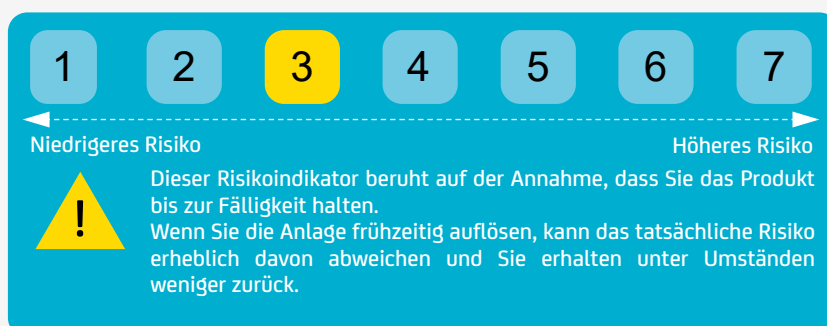 1 2 3 4 5 6 7
Niedrigeres Risiko Höheres Risiko
!
Dieser Risikoindikator beruht auf der Annahme, dass Sie das Produkt
bis zur Fälligkeit halten.
Wenn Sie die Anlage frühzeitig auflösen, kann das tatsächliche Risiko
erheblich davon abweichen und Sie erhalten unter Umständen
weniger zurück.